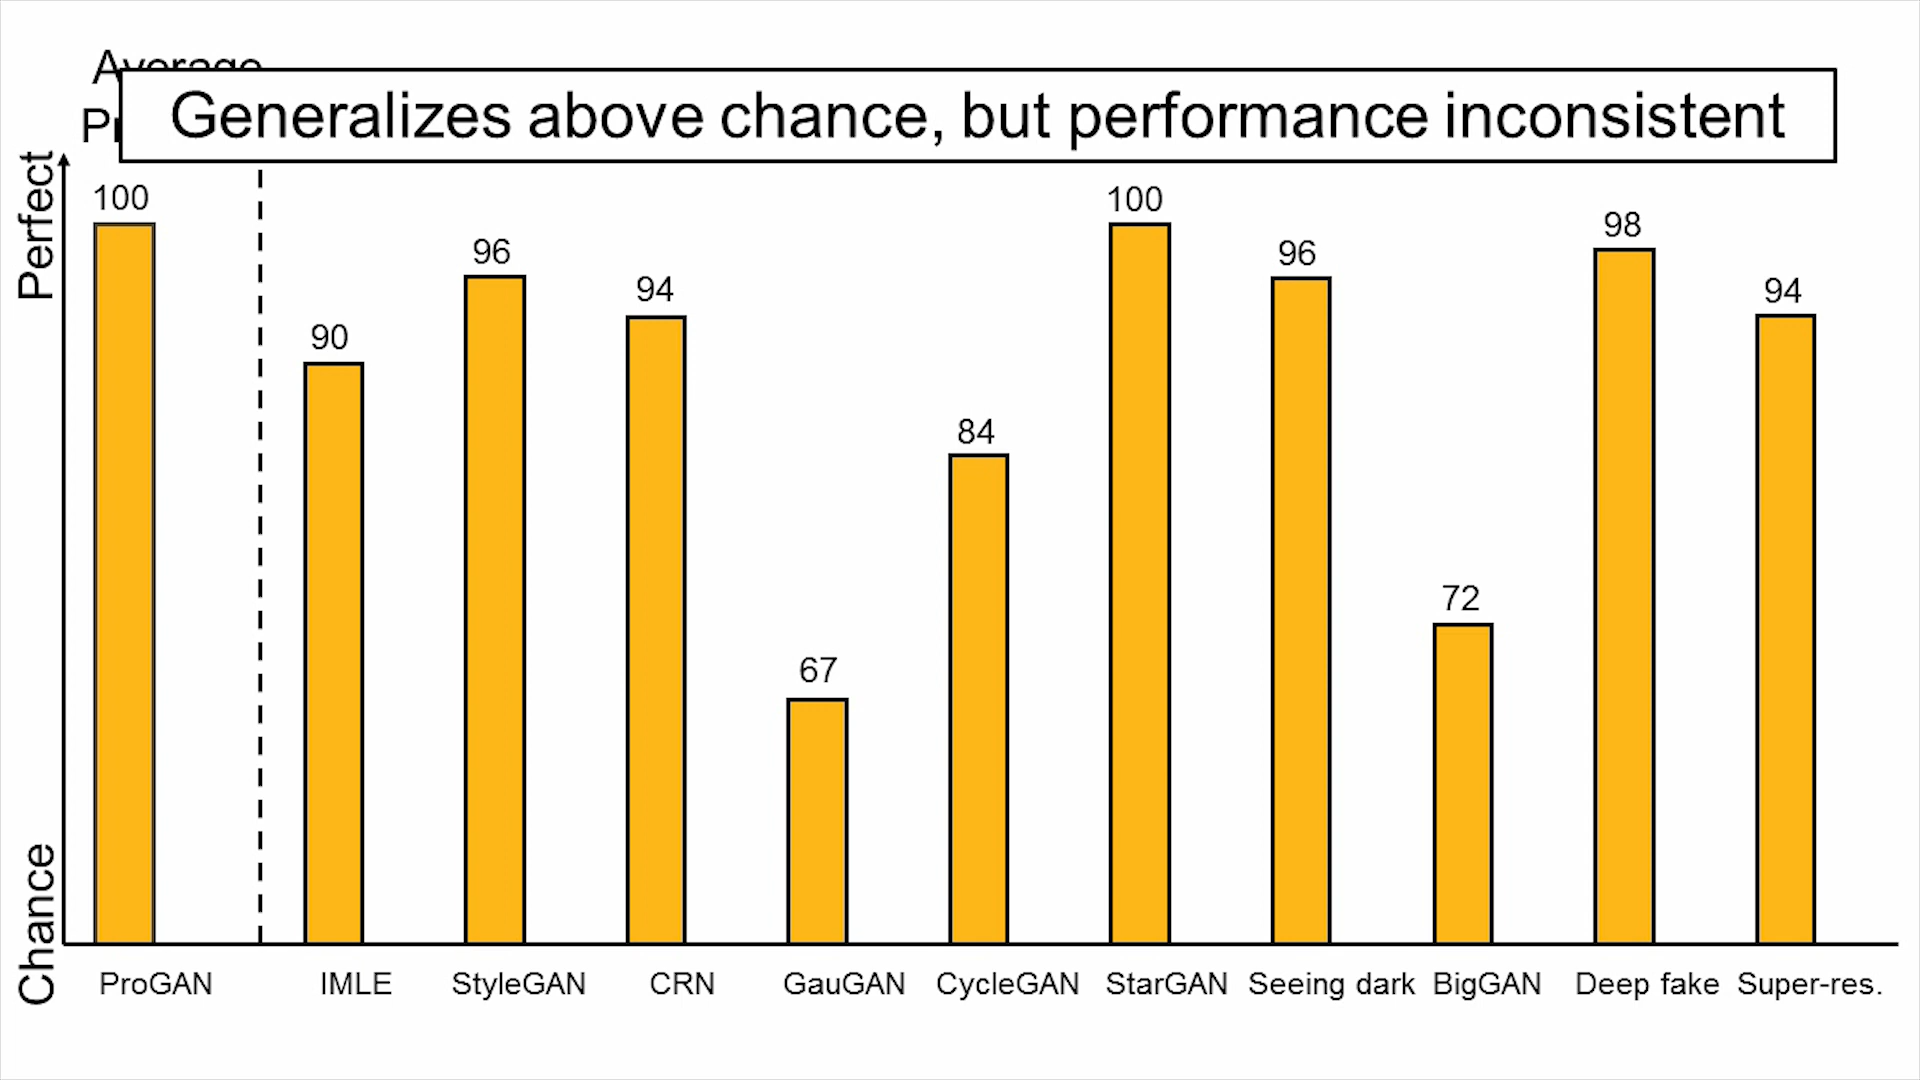 Average
Generalizes above chance, but performance inconsistent
Perfect
100
90
96
94
67
84
100
96
72
98
94
Chance
ProGAN
IMLE
StyleGAN
CRN
GauGAN
CycleGAN
StarGAN
Seeing dark
BigGAN
Deep fake
Super-res.